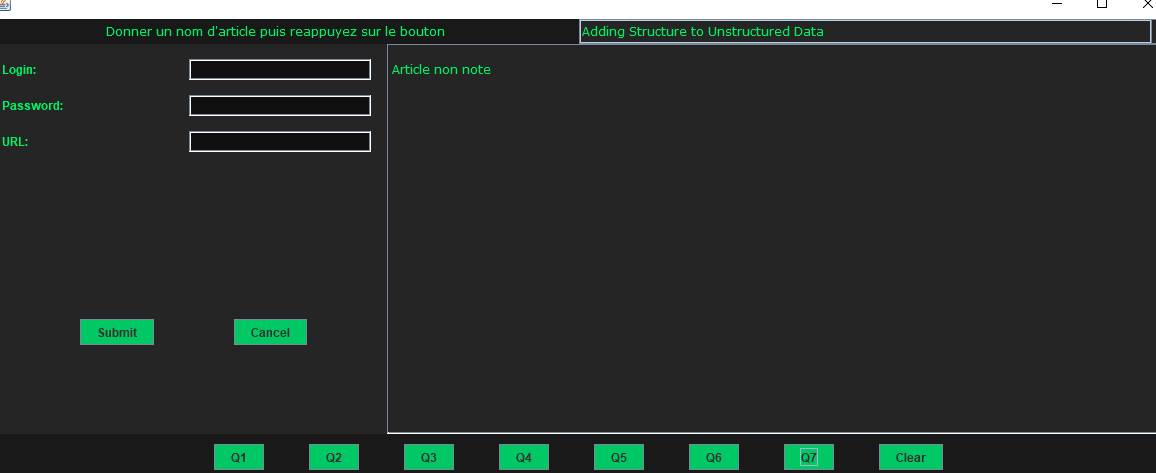 Donner un nom d'article puis reappuyez sur le bouton
Adding Structure to Unstructured Data
Login:
Article non note
Password:
URL:
Submit Cancel
Q1 Q2 Q3 Q4 Q5 Q6 Q7 Clear